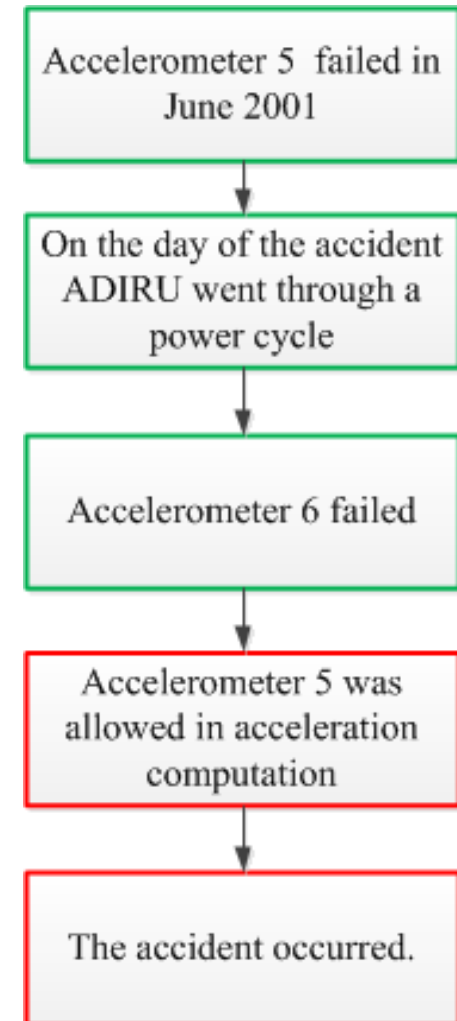 Accelerometer 5 failed in
June 2001
On the day of the accident
ADIRU went through a
power cycle
Accelerometer 6 failed
Accelerometer 5 was
allowed in acceleration
computation
The accident occurred.